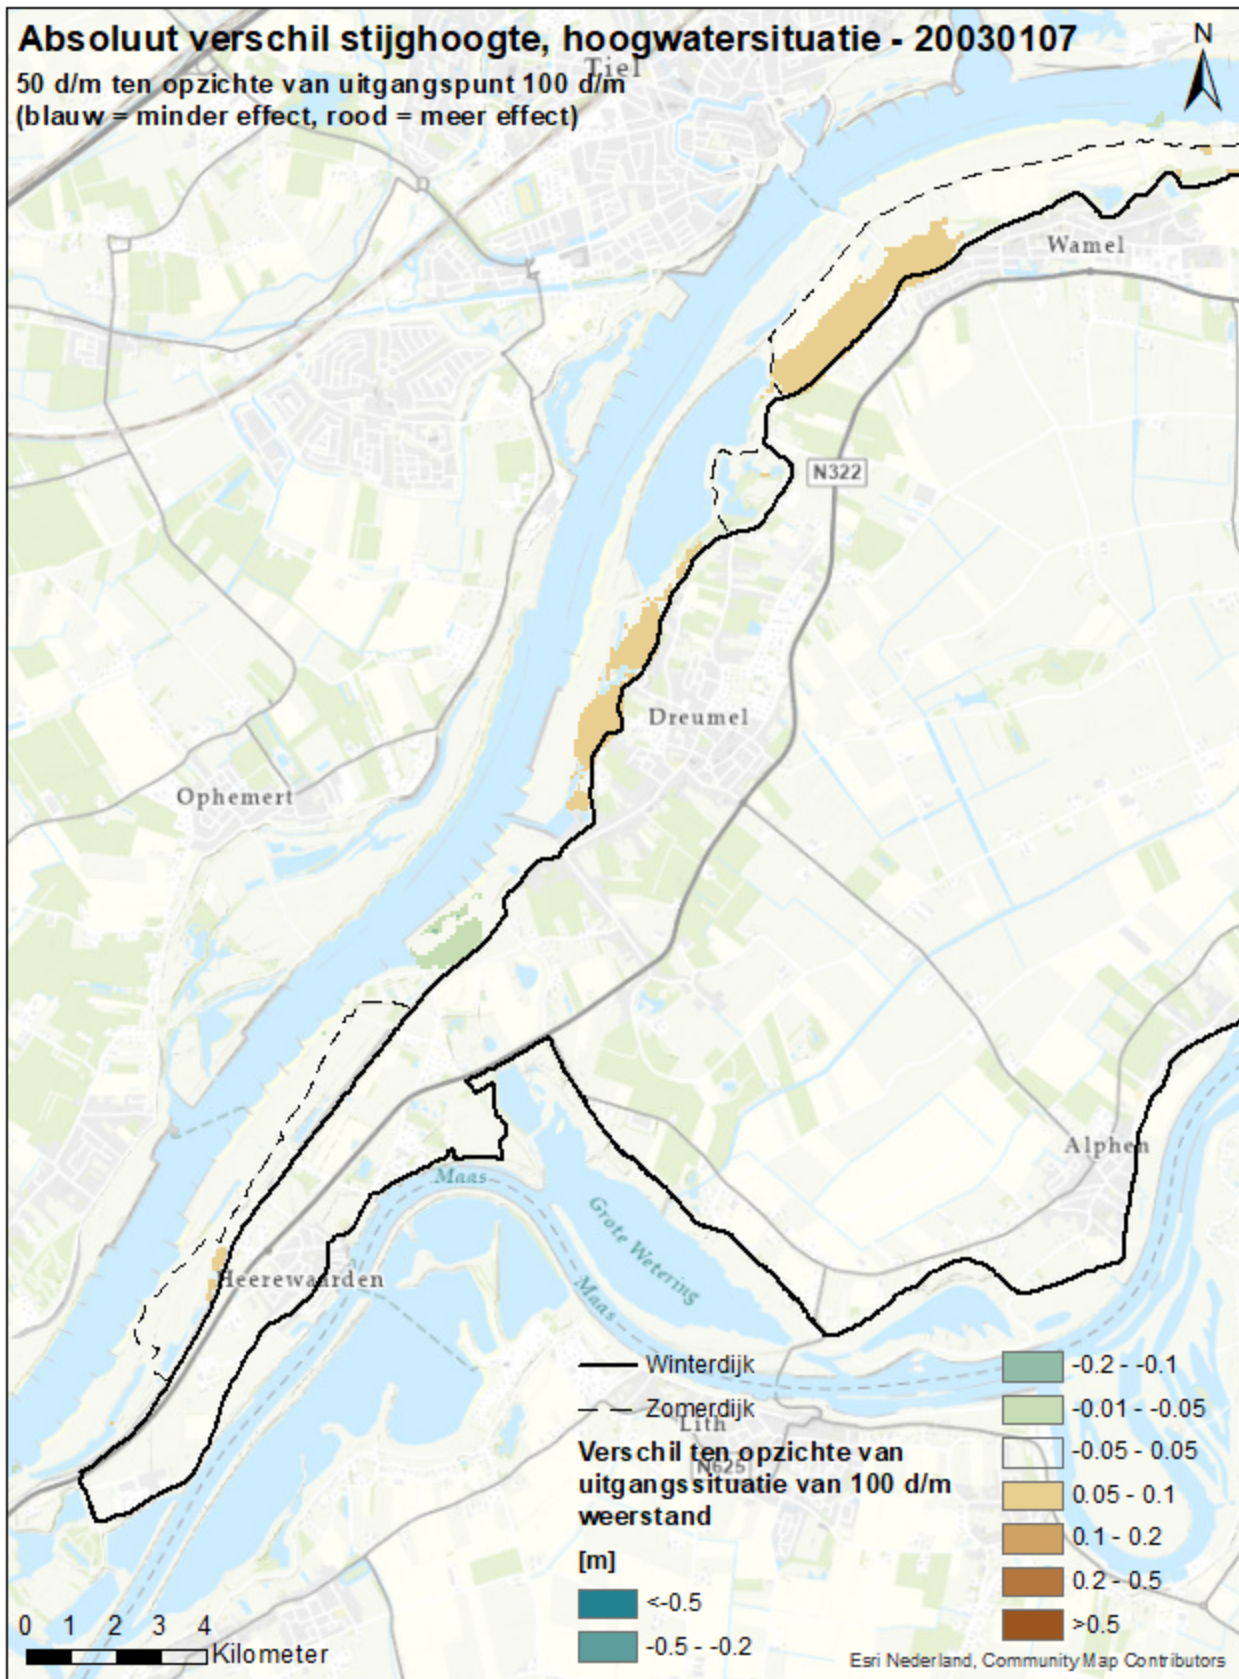 Absoluut verschil stijghoogte, hoogwatersituatie - 20030107
50 d/m ten opzichte van uitgangspunt 100 d/m
(blauw = minder effect, rood = meer effect)
N
Tiel
Wamel
N322
Dreumel
Ophemert
Alphen
Maas
Grote Wetering
Maas
Heerewaarden
Lith
N625
Winterdijk
Zomerdijk
Verschil ten opzichte van
uitgangssituatie van 100 d/m
weerstand
[m]
<-0.5
-0.5 - -0.2
-0.2 - -0.1
-0.01 - -0.05
-0.05 - 0.05
0.05 - 0.1
0.1 - 0.2
0.2 - 0.5
>0.5
0 1 2 3 4
Kilometer
Esri Nederland, Community Map Contributors